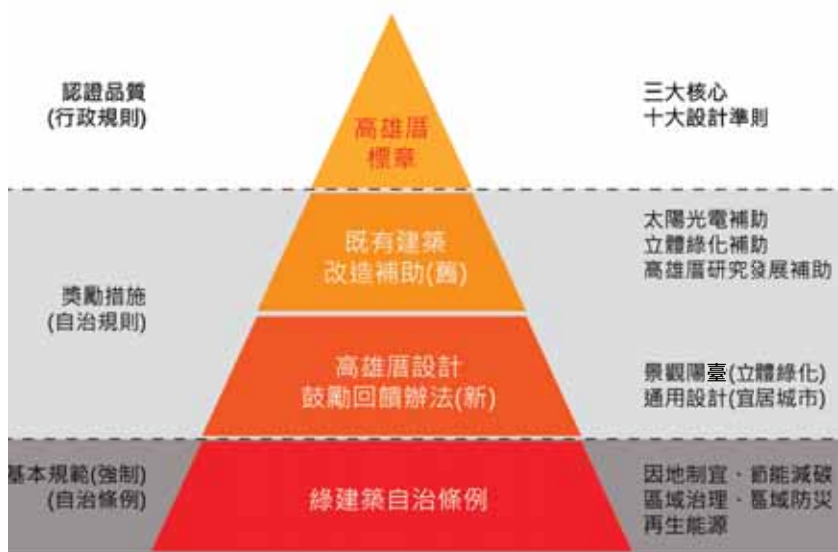 認證品質
(行政規則)
高雄厝
標章
三大核心
十大設計準則
獎勵措施
(自治規則)
既有建築
改造補助(舊)
太陽光電補助
立體綠化補助
高雄厝研究發展補助
高雄厝設計
鼓勵回饋辦法(新)
景觀陽臺(立體綠化)
通用設計(宜居城市)
基本規範(強制)
(自治條例)
綠建築自治條例
因地制宜、節能減碳
區域治理、區域防災
再生能源